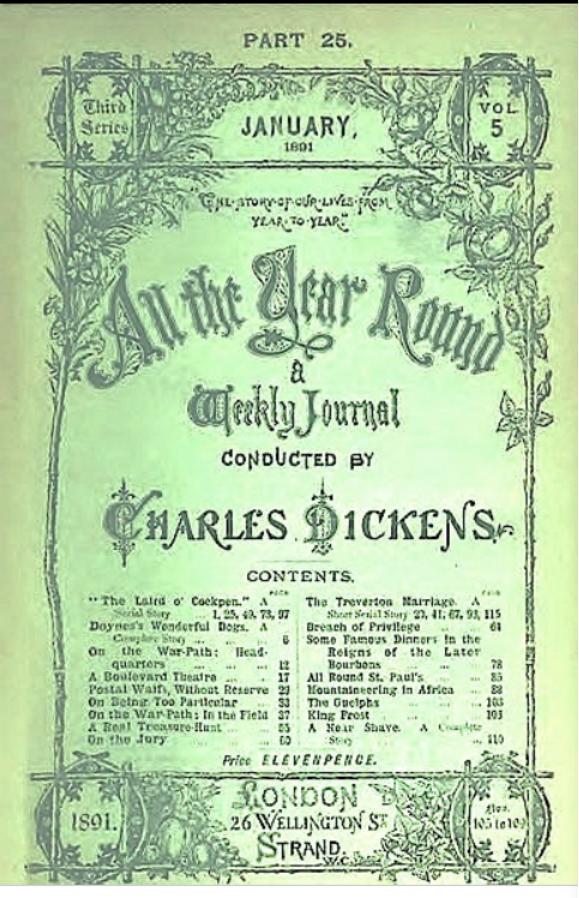 PART 25.
Third
Series
JANUARY,
1891
VOL
5
"THE·STORY·OF·OUR·LIVES·FROM
YEAR·TO·YEAR."
All the Year Round
a
Weekly Journal
CONDUCTED BY
CHARLES DICKENS
CONTENTS.
PAGE
"The Laird o' Cockpen." A
Serial Story 1, 25, 49, 73, 97
Doyne's Wonderful Dogs. A
Complete Story ... ... ... 6
On the War-Path: Head-
quarters ... ... ... 12
A Boulevard Theatre ... ... 17
Postal Waifs, Without Reserve 29
On Being Too Particular ... 33
On the War-Path: In the Field 37
A Real Treasure-Hunt ... ... 55
On the Jury ... ... ... 60
PAGE
The Treverton Marriage. A
Short Serial Story 20, 41, 67, 93, 115
Breach of Privilege ... ... 64
Some Famous Dinners in the
Reigns of the Later
Bourbons ... ... ... 78
All Round St. Paul's ... ... 85
Mountaineering in Africa ... 88
The Guelphs ... ... ... 103
King Frost ... ... ...
A Near Shave. A Complete
Story ... ... ... 110
Price ELEVENPENCE.
1891.
LONDON
26 WELLINGTON ST
STRAND.
W.C.
Nos.
105 to 109